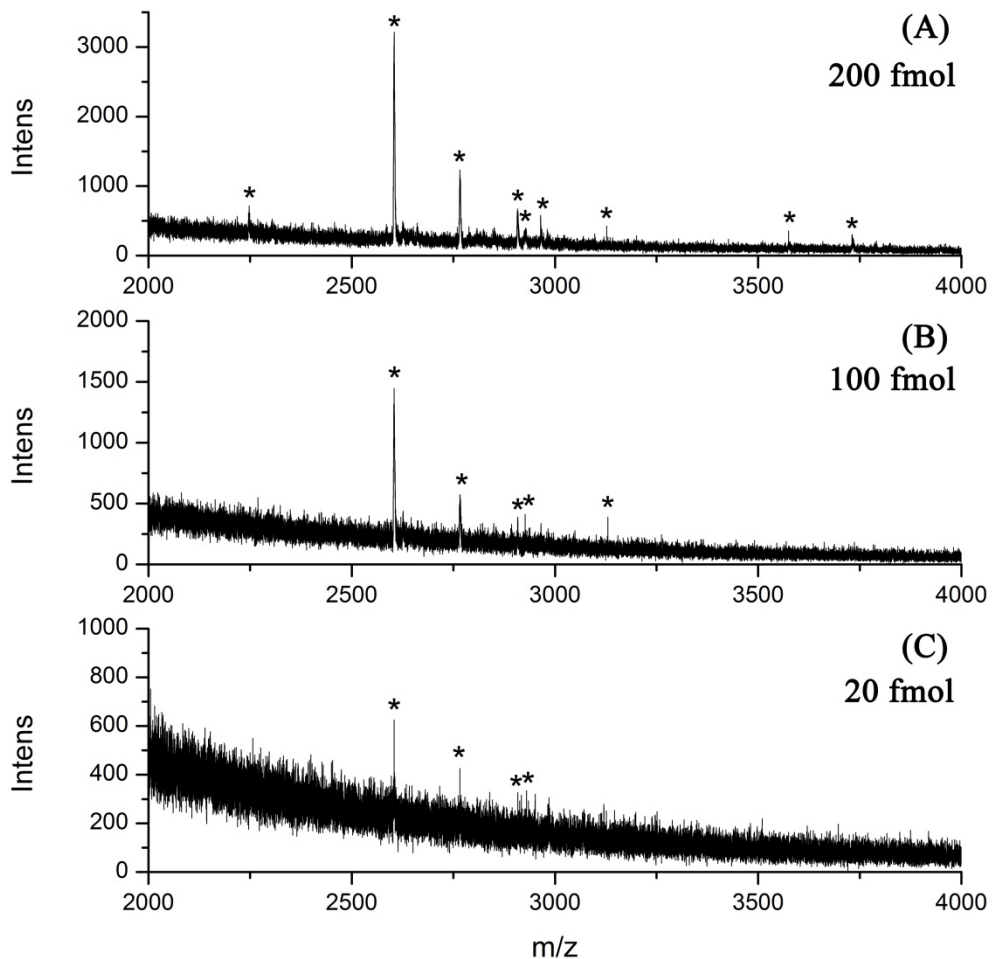 (A)
200 fmol
Intens
3000
2000
1000
0
2000 2500 3000 3500 4000
* * * * * * * * *
(B)
100 fmol
Intens
2000
1500
1000
500
0
2000 2500 3000 3500 4000
* * * * *
(C)
20 fmol
Intens
1000
800
600
400
200
0
2000 2500 3000 3500 4000
* * * *
m/z